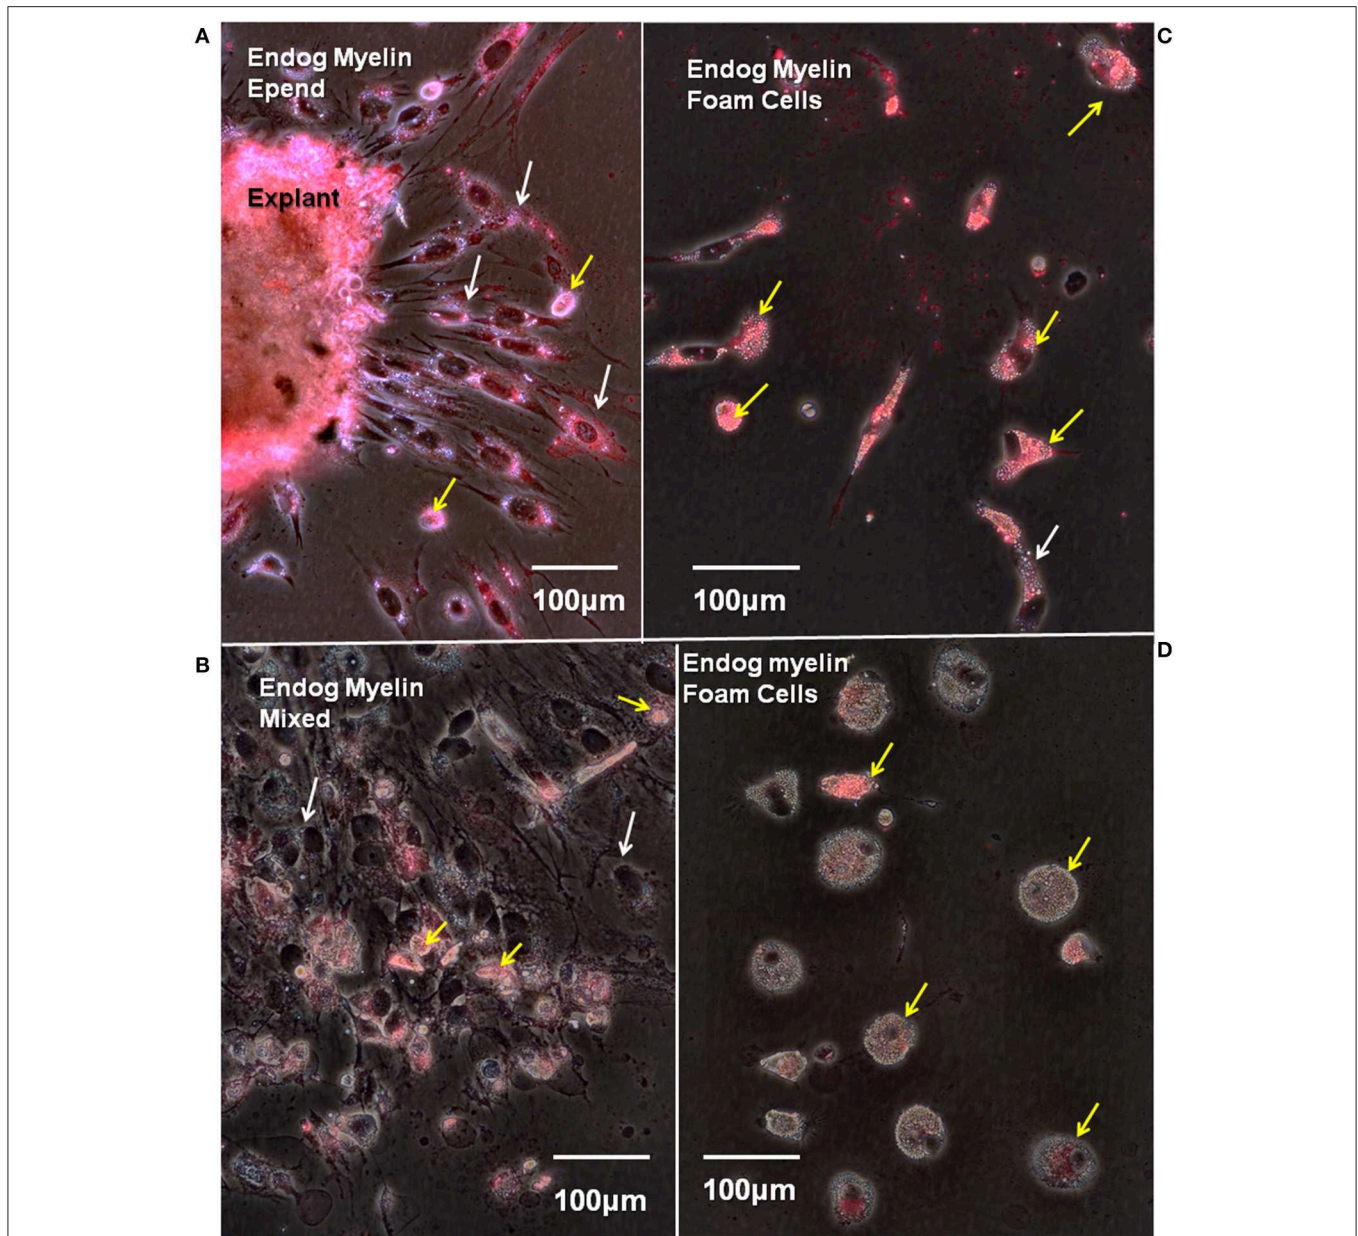 A
Endog Myelin
Epend
Explant
100µm
C
Endog Myelin
Foam Cells
100µm
B
Endog Myelin
Mixed
100µm
D
Endog myelin
Foam Cells
100µm